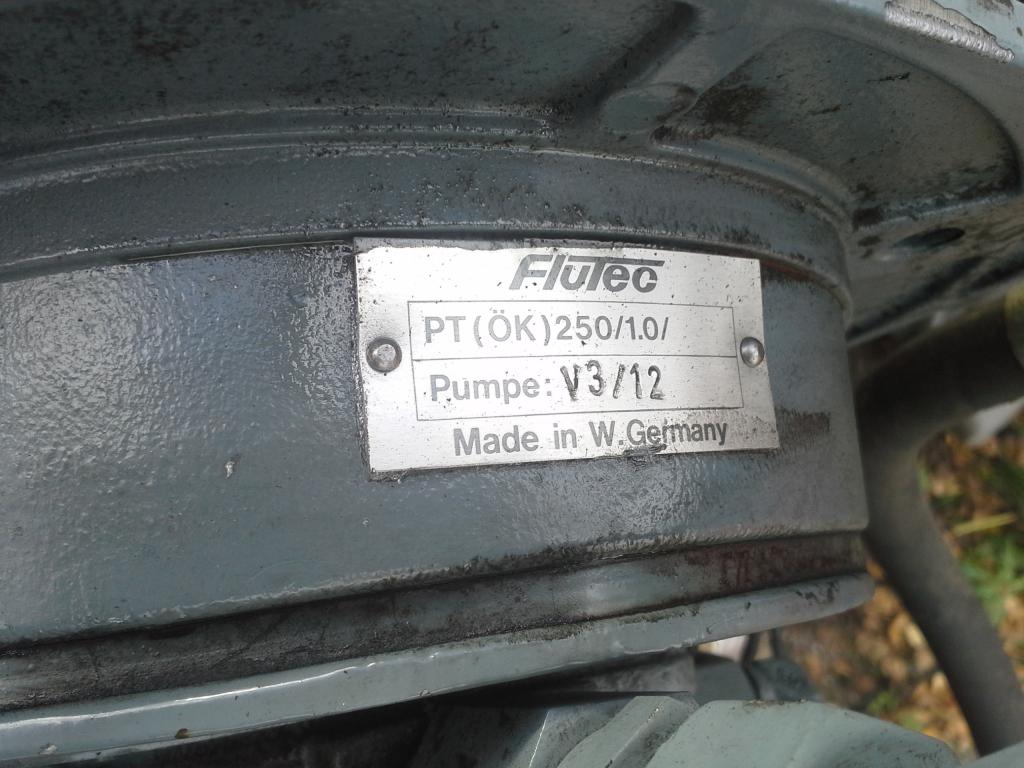 FluTec
PT(ÖK)250/1.0/
Pumpe: V3/12
Made in W.Germany